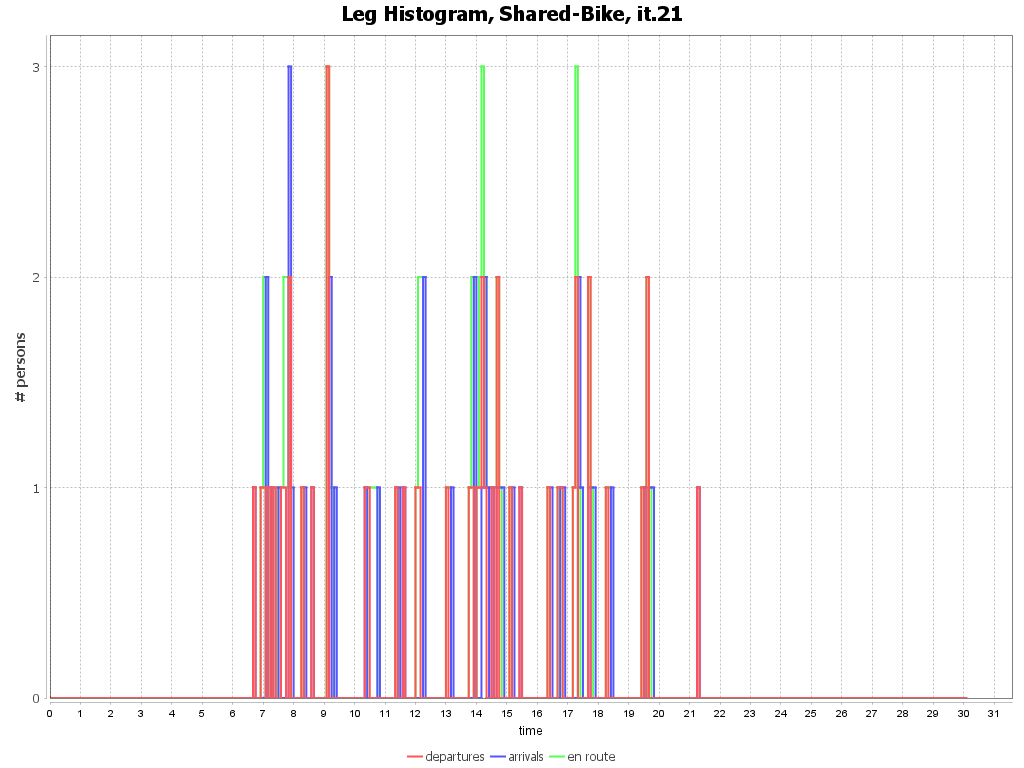 Leg Histogram, Shared-Bike, it.21
3
2
1
0
# persons
0 1 2 3 4 5 6 7 8 9 10 11 12 13 14 15 16 17 18 19 20 21 22 23 24 25 26 27 28 29 30 31
time
departures arrivals en route